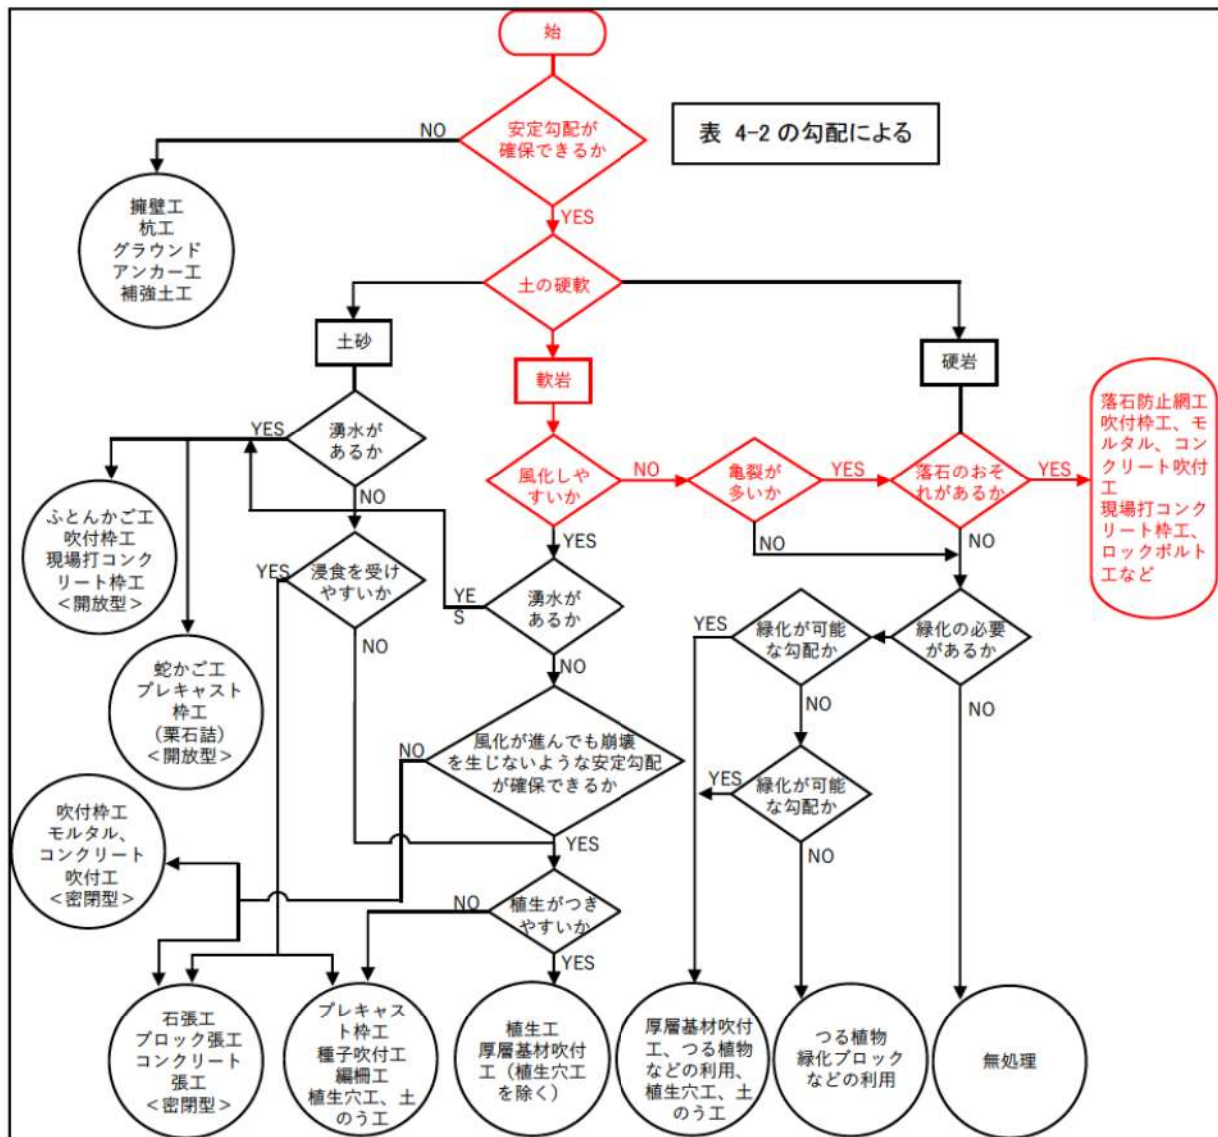 始
安定勾配が
確保できるか
表 4-2 の勾配による
NO
YES
擁壁工
杭工
グラウンド
アンカー工
補強土工
土の硬軟
土砂
軟岩
硬岩
湧水が
あるか
YES
NO
風化しや
すいか
NO
YES
亀裂が
多いか
YES
NO
落石のおそ
れがあるか
YES
NO
落石防止網工
吹付枠工、モ
ルタル、コン
クリート吹付
工
現場打コンク
リート枠工、
ロックボルト
工など
ふとんかご工
吹付枠工
現場打コンク
リート枠工
<開放型>
浸食を受け
やすいか
YES
NO
湧水が
あるか
YE
S
NO
緑化が可能
な勾配か
YES
NO
緑化の必要
があるか
NO
蛇かご工
プレキャスト
枠工
(栗石詰)
<開放型>
風化が進んでも崩壊
を生じないような安定勾配
が確保できるか
NO
YES
緑化が可能
な勾配か
YES
NO
吹付枠工
モルタル、
コンクリート
吹付工
<密閉型>
植生がつき
やすいか
NO
YES
石張工
ブロック張工
コンクリート
張工
<密閉型>
プレキャス
ト枠工
種子吹付工
編柵工
植生穴工、土
のう工
植生工
厚層基材吹付
工（植生穴工
を除く）
厚層基材吹付
工、つる植物
などの利用、
植生穴工、土
のう工
つる植物
緑化ブロック
などの利用
無処理